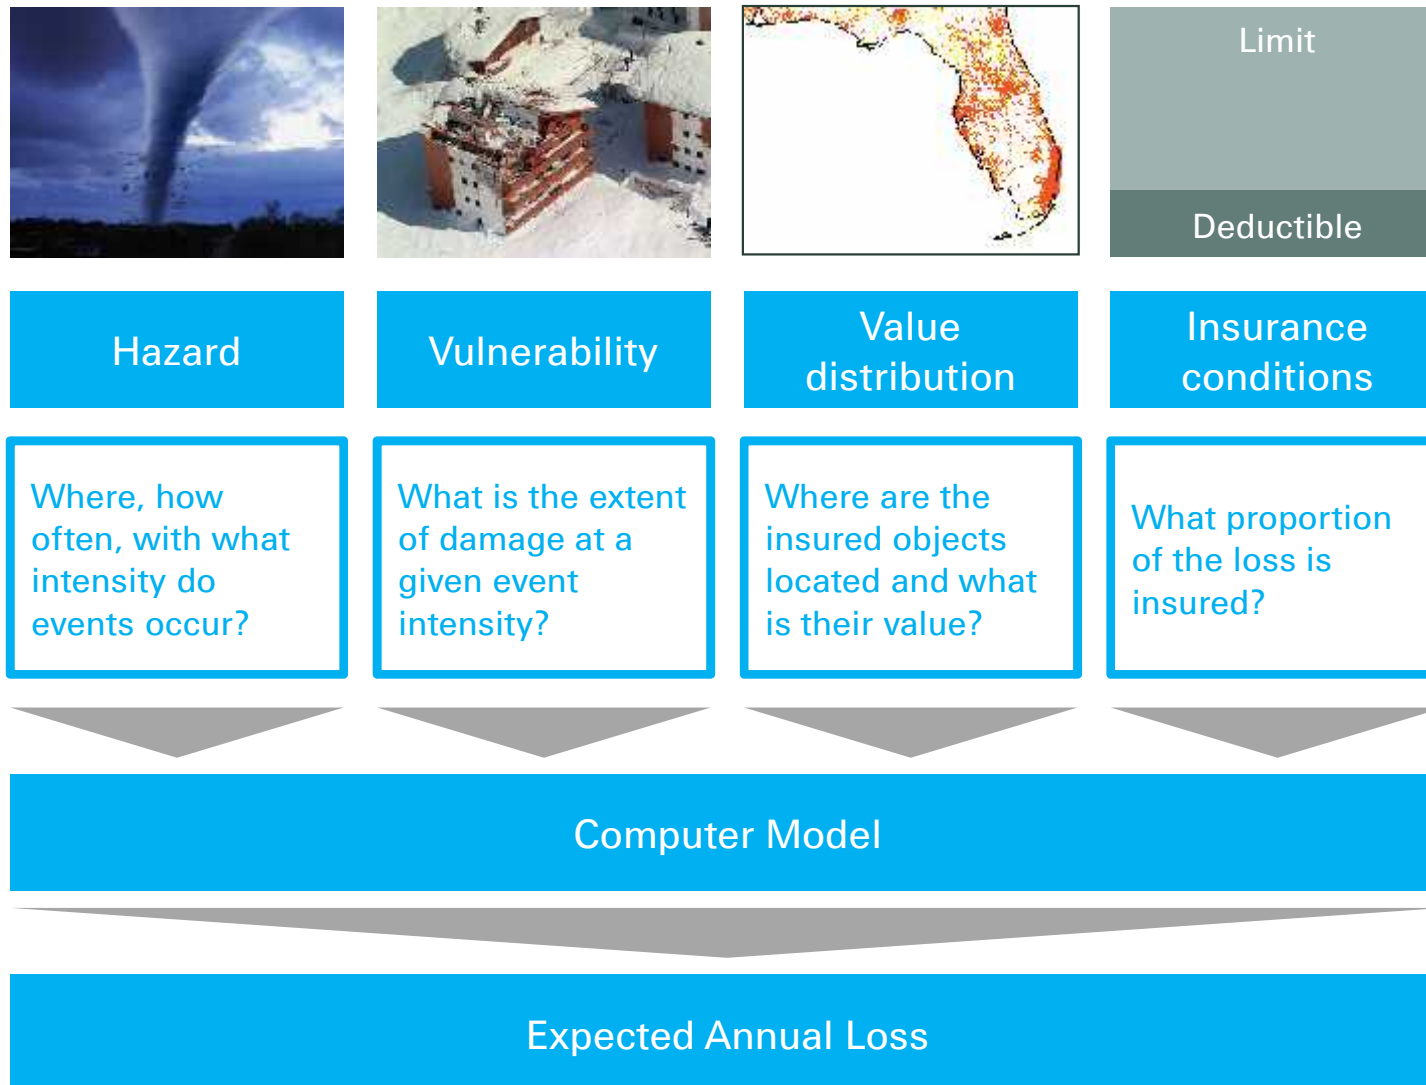 Limit
Deductible
Hazard
Vulnerability
Value
distribution
Insurance
conditions
Where, how
often, with what
intensity do
events occur?
What is the extent
of damage at a
given event
intensity?
Where are the
insured objects
located and what
is their value?
What proportion
of the loss is
insured?
Computer Model
Expected Annual Loss